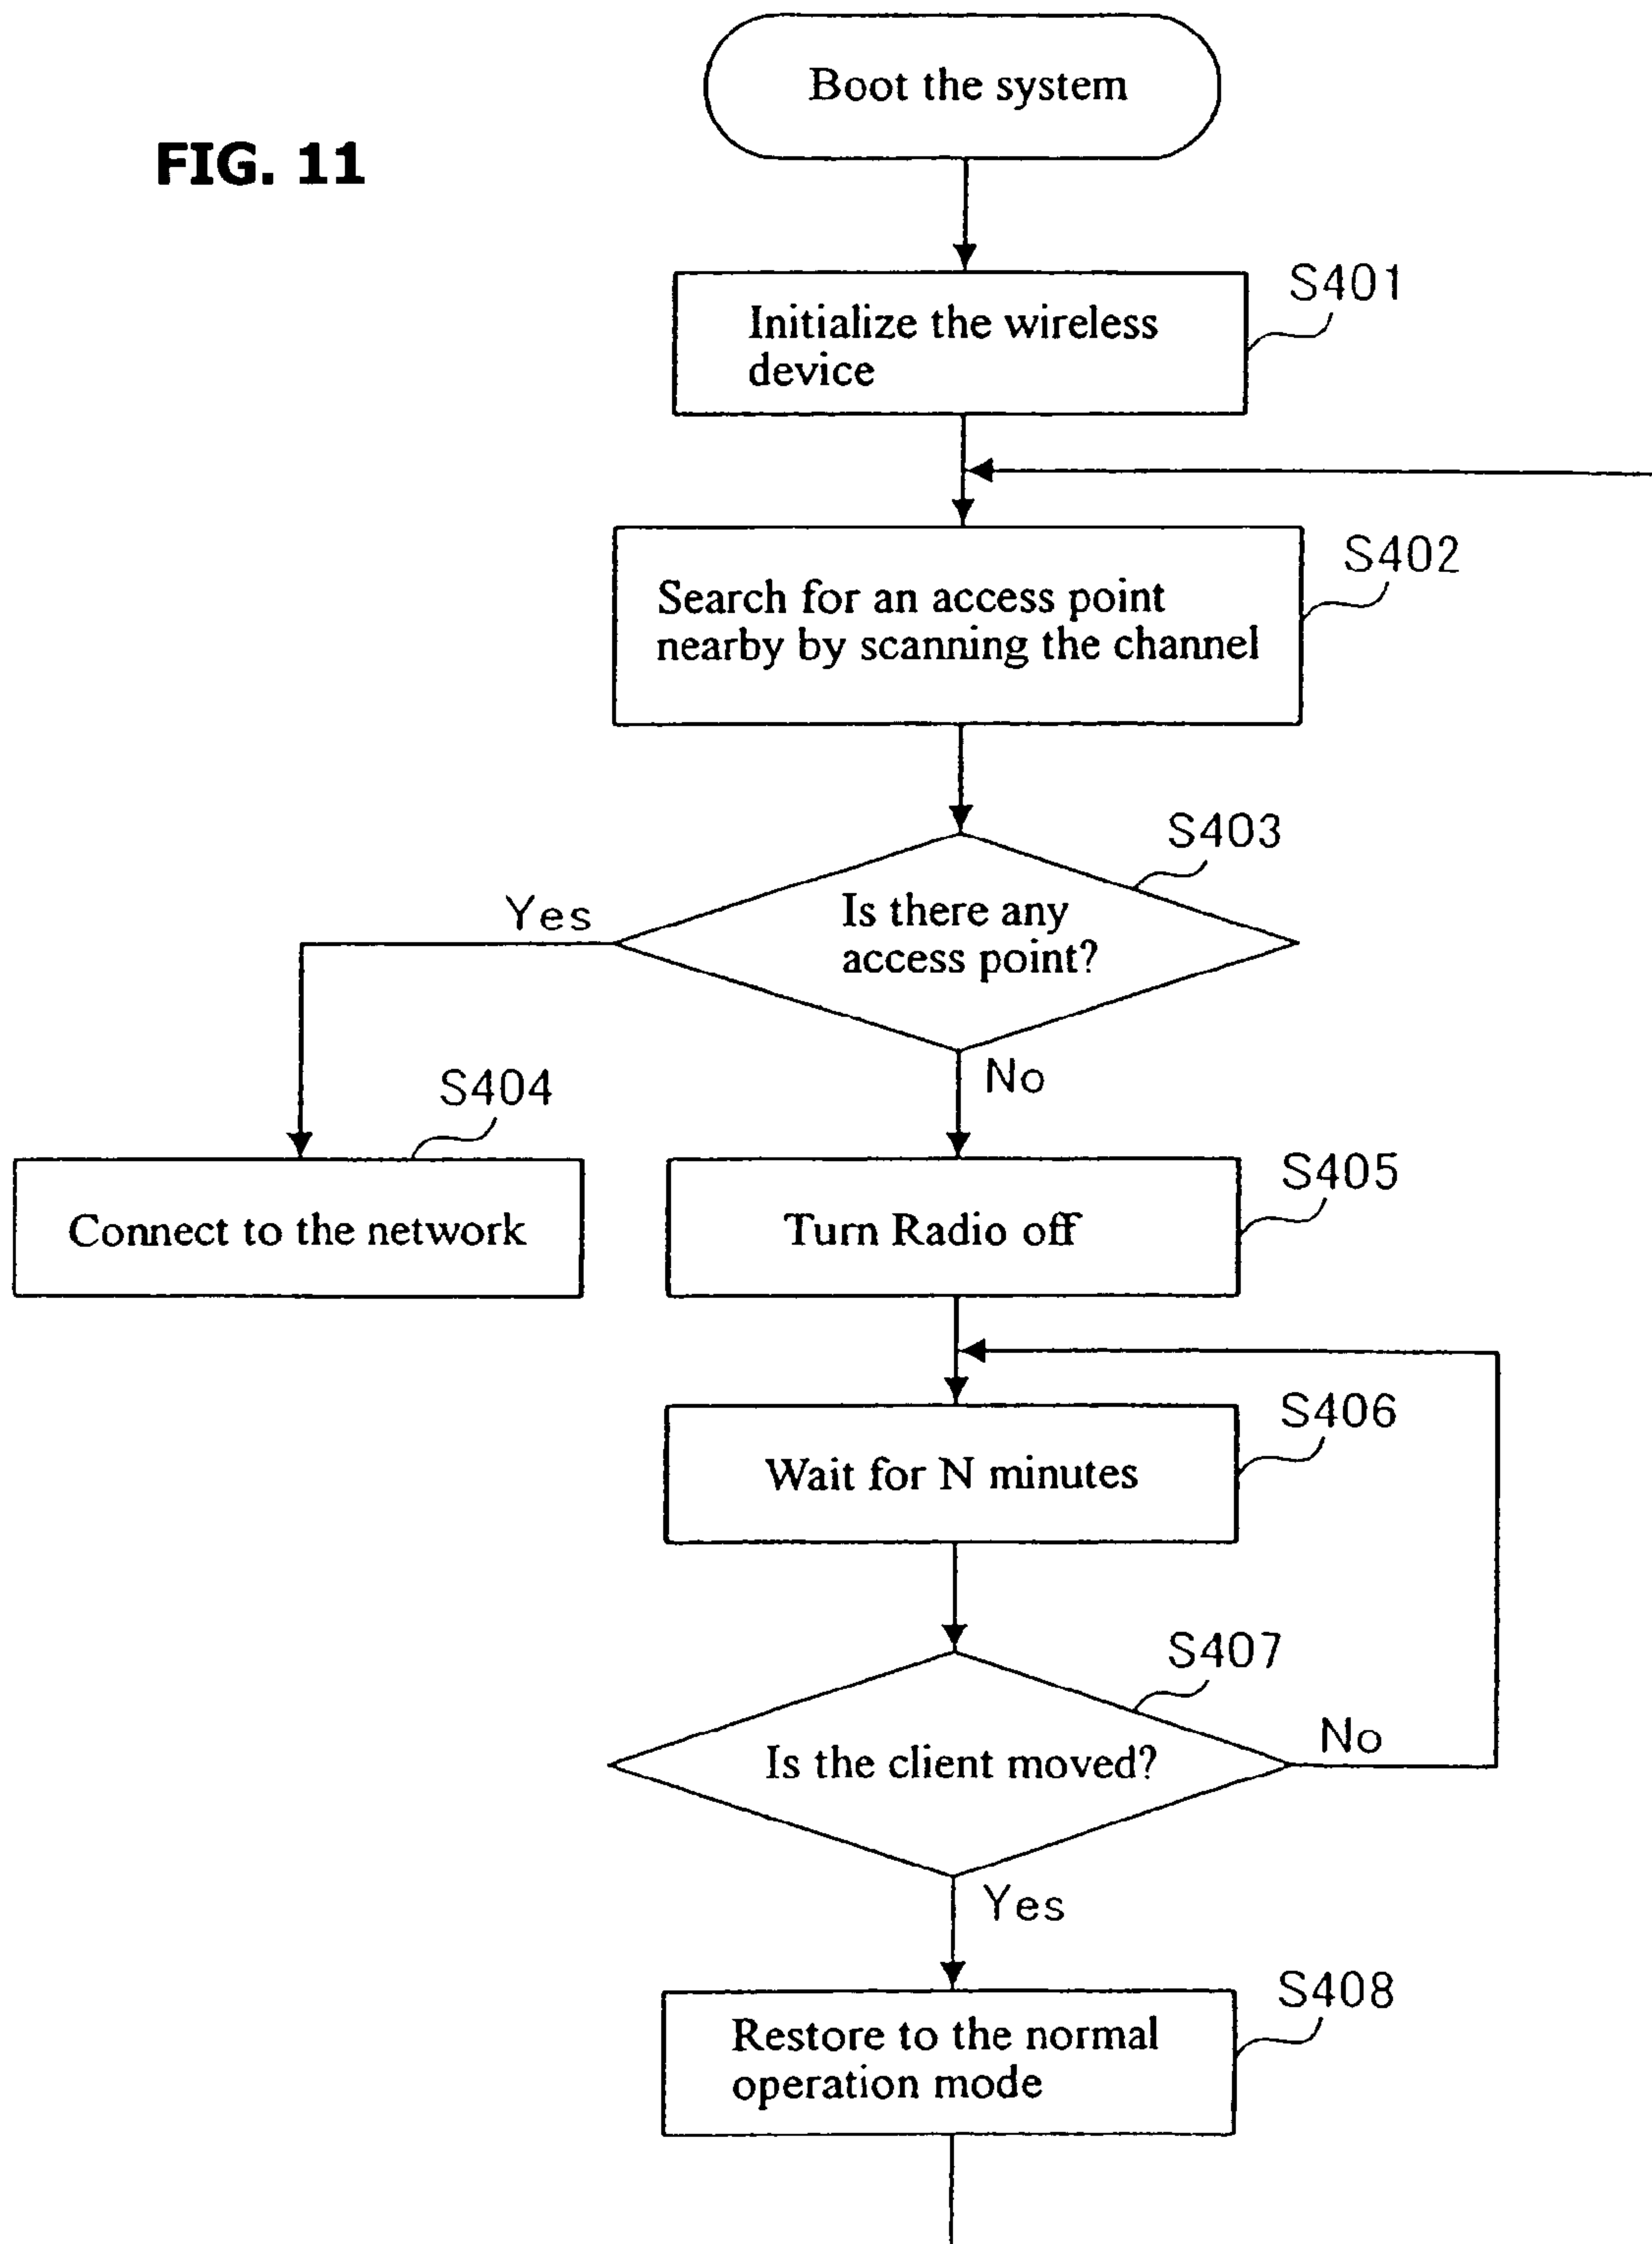 Boot the system
FIG. 11
S401
Initialize the wireless
device
S402
Search for an access point
nearby by scanning the channel
S403
Is there any
access point?
Yes
No
S404
Connect to the network
S405
Turn Radio off
S406
Wait for N minutes
S407
Is the client moved?
No
Yes
S408
Restore to the normal
operation mode